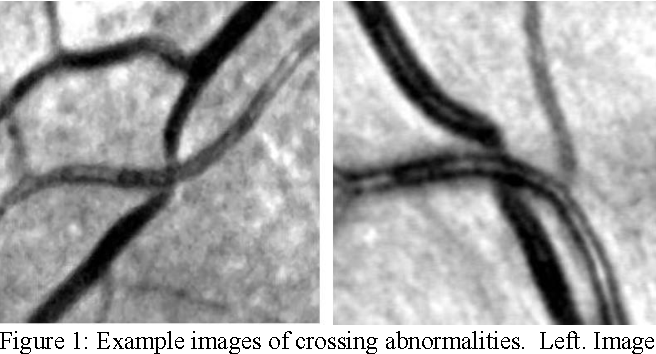 Figure 1: Example images of crossing abnormalities. Left. Image